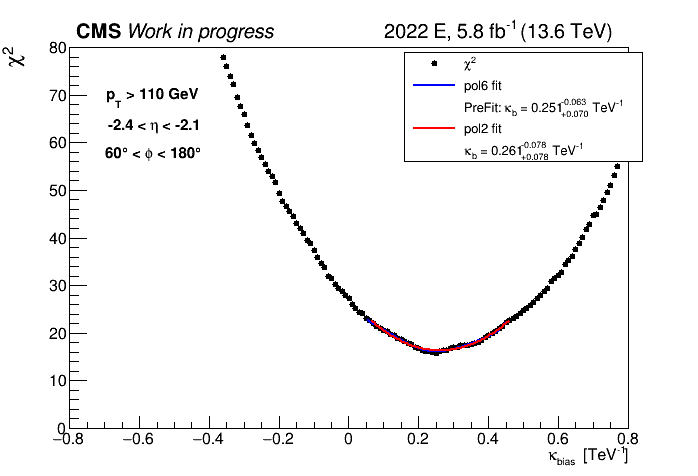 CMS Work in progress 2022 E, 5.8 fb⁻¹ (13.6 TeV)
χ²
80
70
60
50
40
30
20
10
0
p_T > 110 GeV
-2.4 < η < -2.1
60° < ϕ < 180°
χ²
pol6 fit
PreFit: κ_b = 0.251 -0.063 +0.070 TeV⁻¹
pol2 fit
κ_b = 0.261 -0.078 +0.078 TeV⁻¹
−0.8 −0.6 −0.4 −0.2 0 0.2 0.4 0.6 0.8
κ_bias [TeV⁻¹]